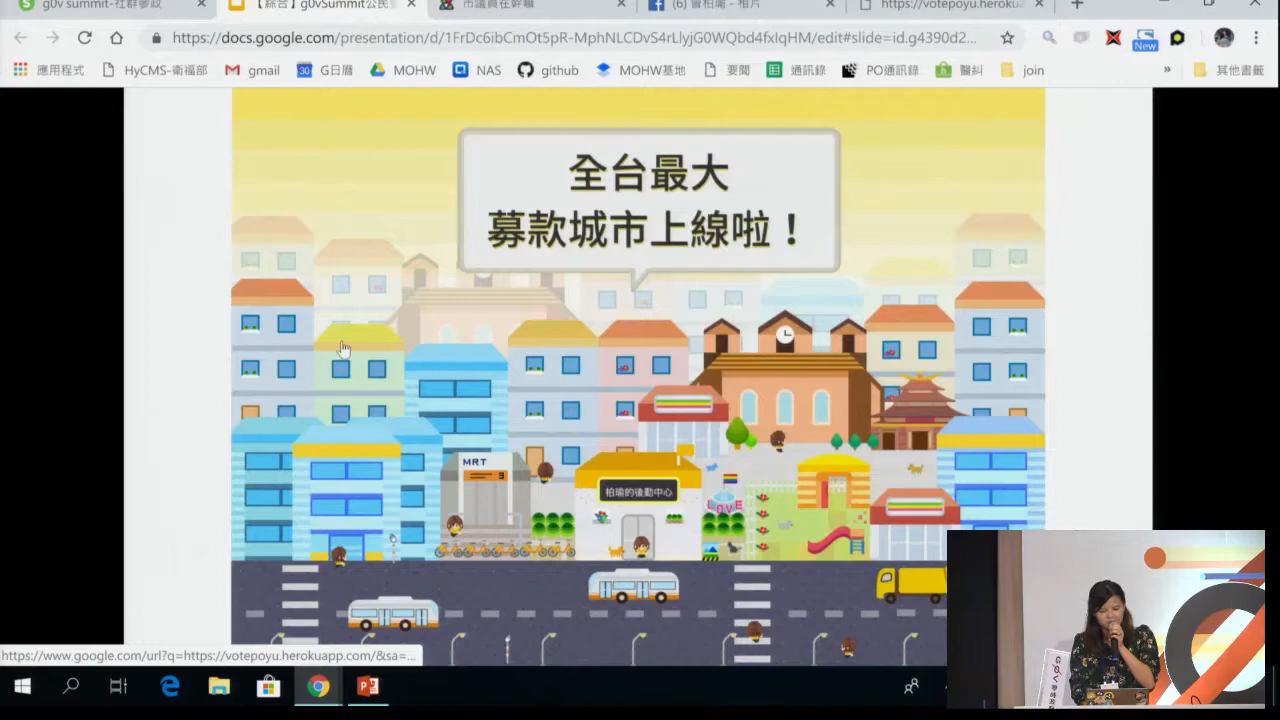 g0v summit-社群參政
【綜合】g0vSummit公民
市議員在幹嘛
(6) 曾柏瑜 - 相片
https://votepoyu.heroku
https://docs.google.com/presentation/d/1FrDc6ibCmOt5pR-MphNLCDvS4rLlyjG0WQbd4fxIqHM/edit#slide=id.g4390d2...
New
應用程式
HyCMS-衛福部
gmail
30
G日曆
MOHW
NAS
github
MOHW基地
要聞
通訊錄
PO通訊錄
醫糾
join
»
其他書籤
全台最大
募款城市上線啦！
MRT
柏瑜的後勤中心
LOVE
https://www.google.com/url?q=https://votepoyu.herokuapp.com/&sa=...